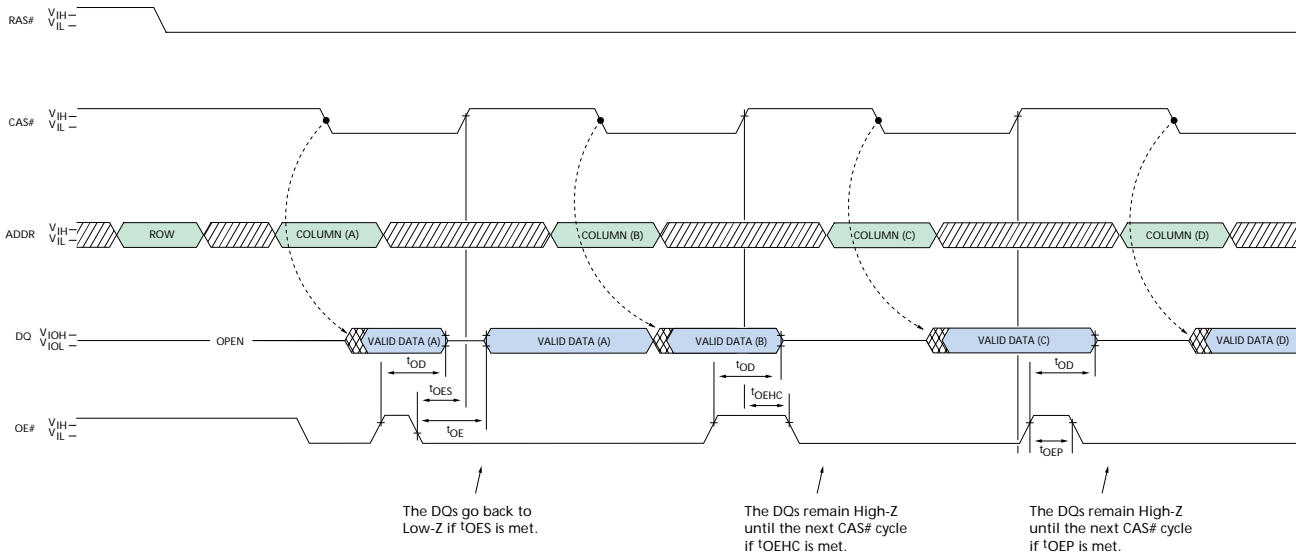 RAS# VIH VIL
CAS# VIH VIL
ADDR VIH VIL ROW COLUMN (A) COLUMN (B) COLUMN (C) COLUMN (D)
DQ VIOH VIOL OPEN VALID DATA (A) VALID DATA (A) VALID DATA (B) VALID DATA (C) VALID DATA (D)
tOD tOD tOD
tOES tOEHC
OE# VIH VIL tOE tOEP
The DQs go back to
Low-Z if tOES is met.
The DQs remain High-Z
until the next CAS# cycle
if tOEHC is met.
The DQs remain High-Z
until the next CAS# cycle
if tOEP is met.